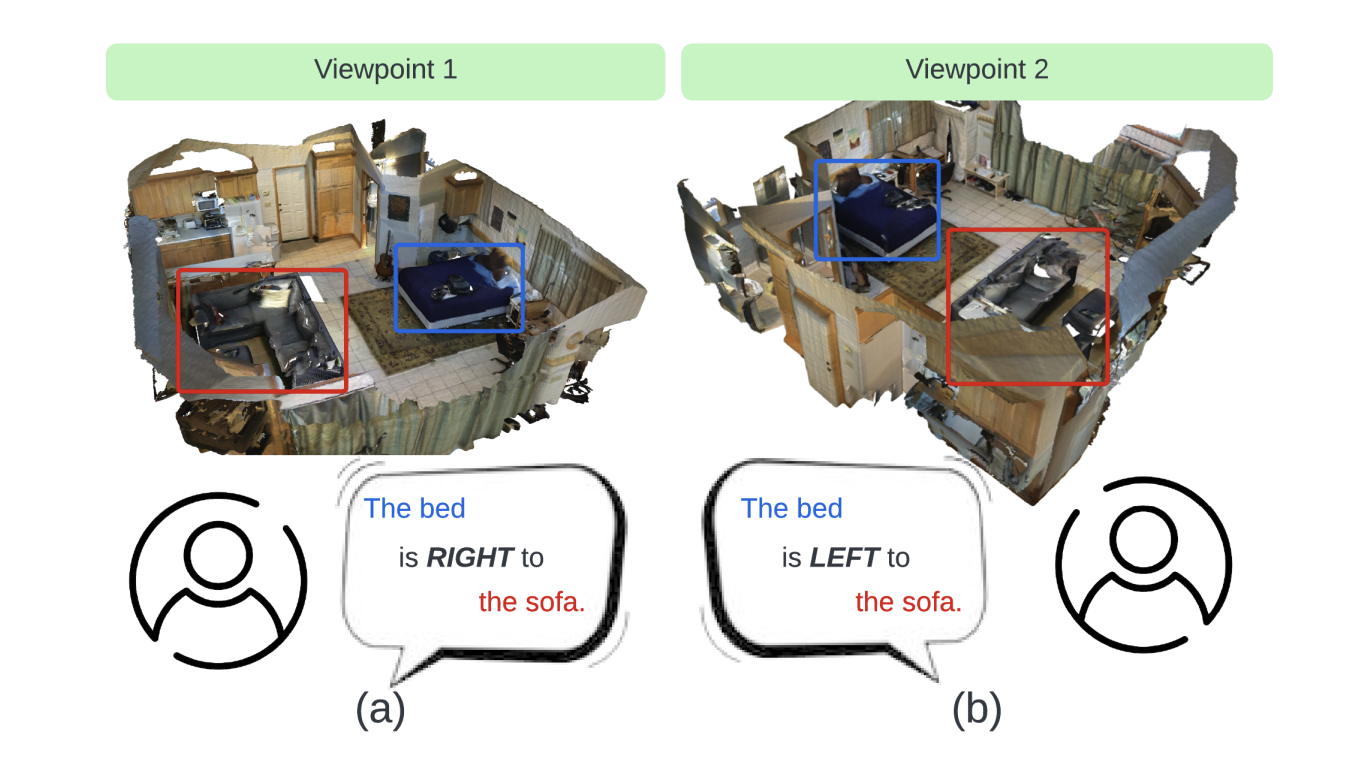 Viewpoint 1
Viewpoint 2
The bed
is RIGHT to
the sofa.
The bed
is LEFT to
the sofa.
(a)
(b)